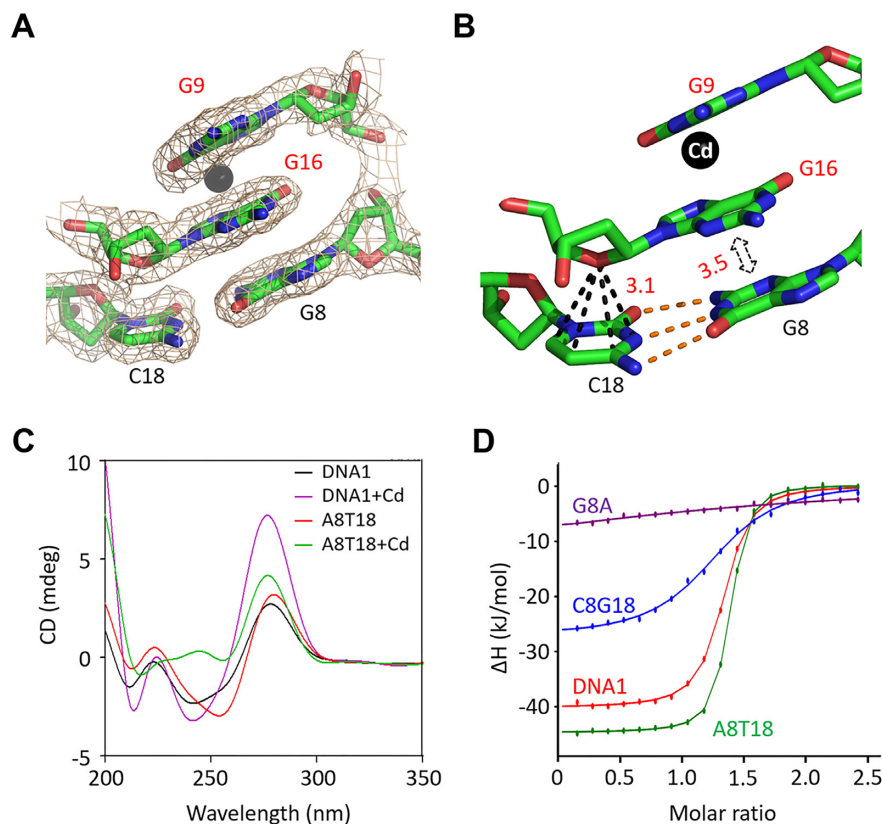 A
G9
G16
G8
C18
B
G9
Cd
G16
3.1
3.5
G8
C18
C
10
5
0
-5
CD (mdeg)
DNA1
DNA1+Cd
A8T18
A8T18+Cd
200
250
300
350
Wavelength (nm)
D
0
-10
-20
-30
-40
ΔH (kJ/mol)
G8A
C8G18
DNA1
A8T18
0
0.5
1.0
1.5
2.0
2.5
Molar ratio